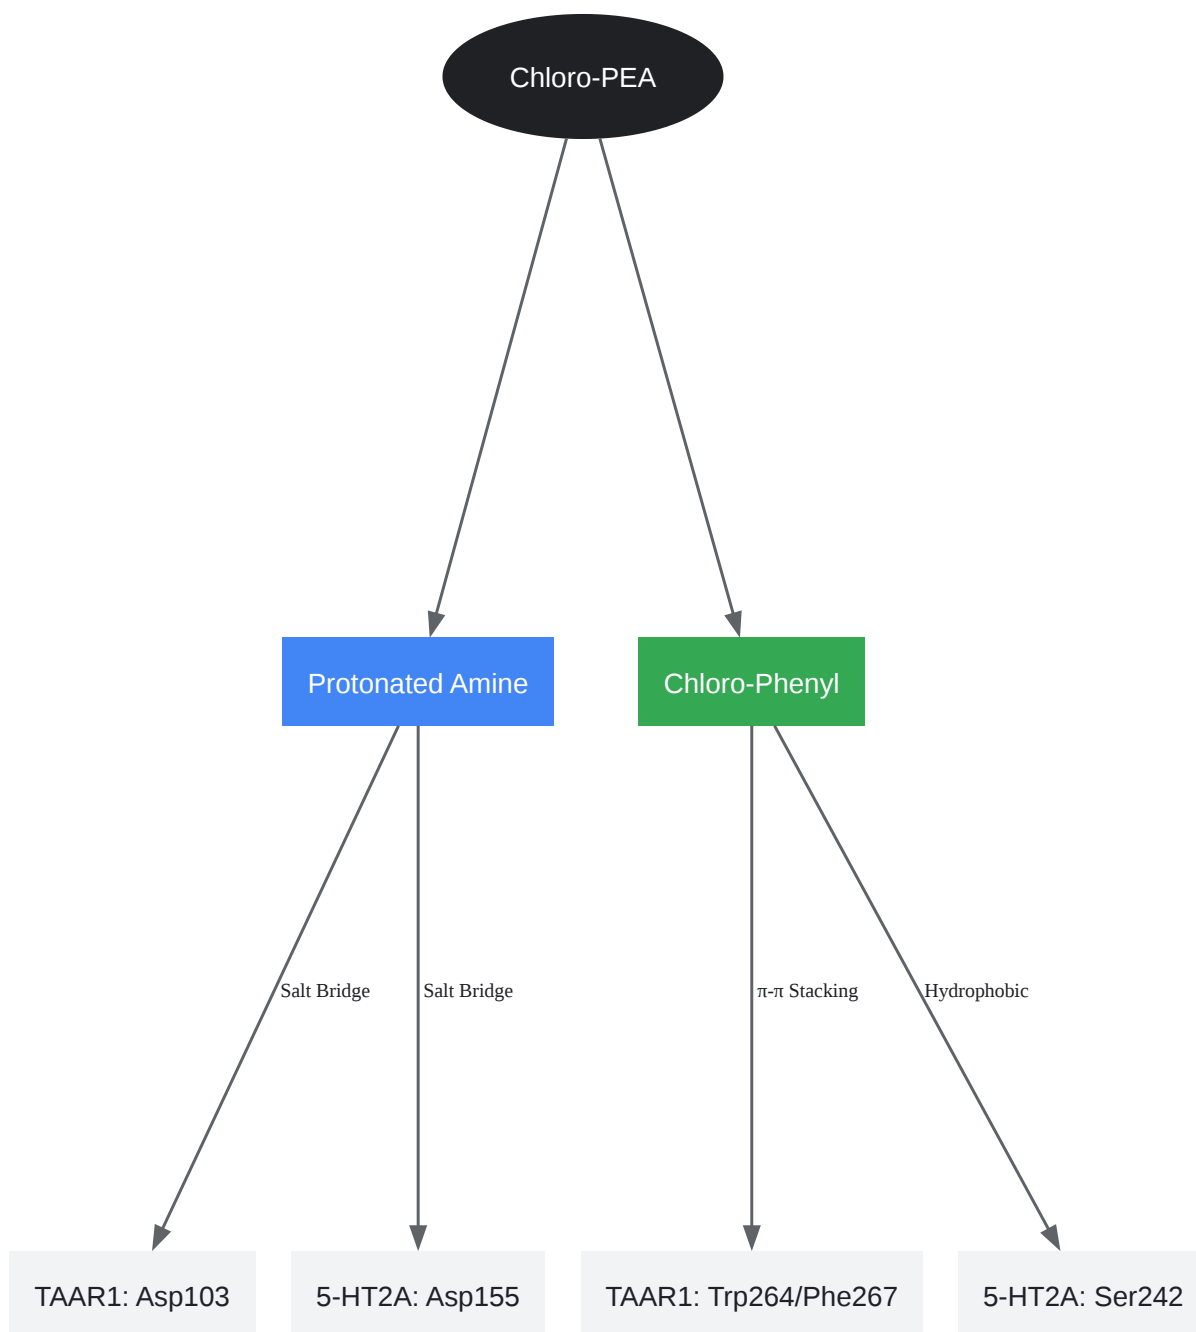 Chloro-PEA
Protonated Amine
Chloro-Phenyl
Salt Bridge
Salt Bridge
π-π Stacking
Hydrophobic
TAAR1: Asp103
5-HT2A: Asp155
TAAR1: Trp264/Phe267
5-HT2A: Ser242